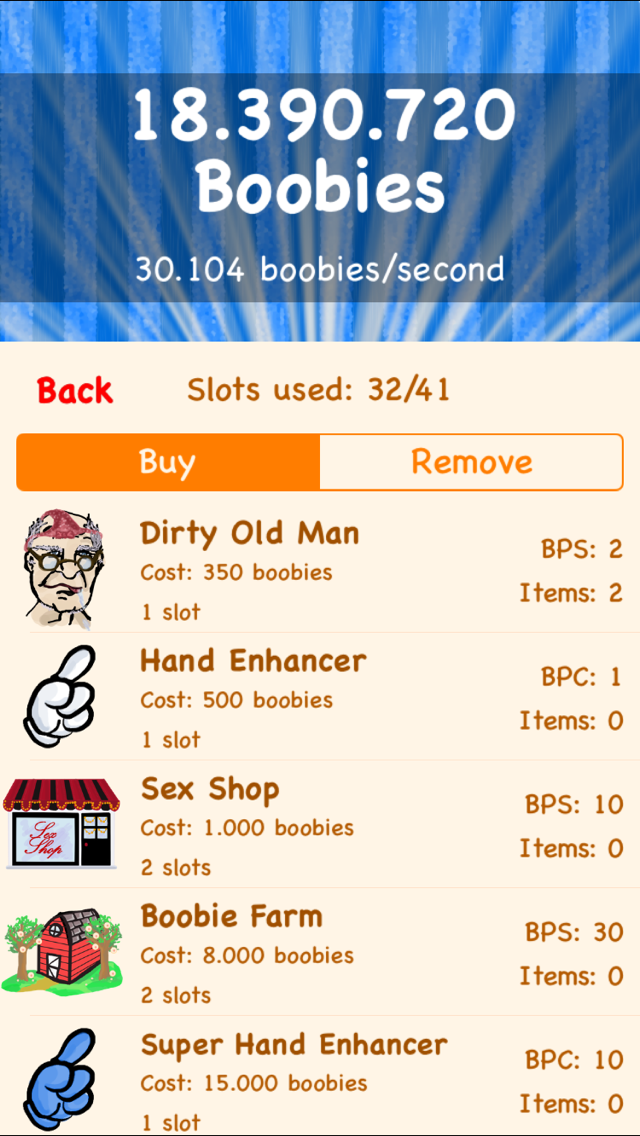 18.390.720
Boobies
30.104 boobies/second
Back
Slots used: 32/41
Buy
Remove
Dirty Old Man
Cost: 350 boobies
1 slot
BPS: 2
Items: 2
Hand Enhancer
Cost: 500 boobies
1 slot
BPC: 1
Items: 0
Sex
Shop
Sex Shop
Cost: 1.000 boobies
2 slots
BPS: 10
Items: 0
Boobie Farm
Cost: 8.000 boobies
2 slots
BPS: 30
Items: 0
Super Hand Enhancer
Cost: 15.000 boobies
1 slot
BPC: 10
Items: 0